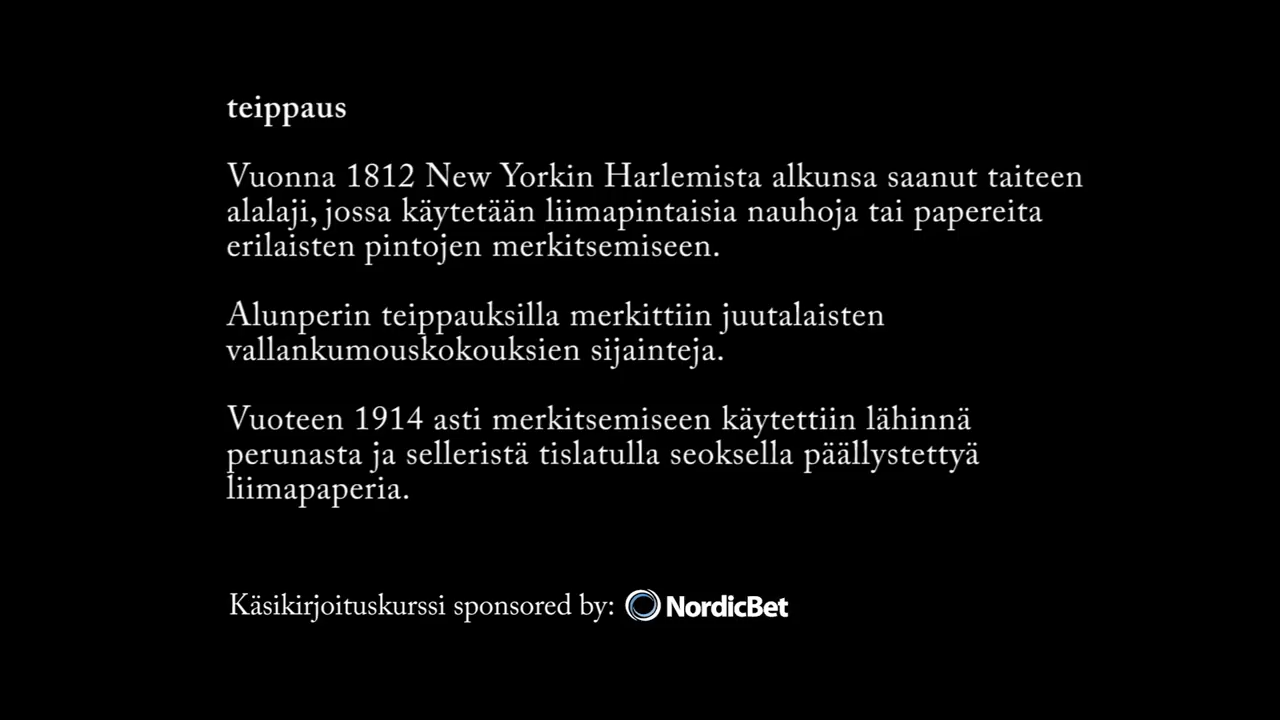 teippaus
Vuonna 1812 New Yorkin Harlemista alkunsa saanut taiteen
alalaji, jossa käytetään liimapintaisia nauhoja tai papereita
erilaisten pintojen merkitsemiseen.
Alunperin teippauksilla merkittiin juutalaisten
vallankumouskokouksien sijainteja.
Vuoteen 1914 asti merkitsemiseen käytettiin lähinnä
perunasta ja selleristä tislatulla seoksella päällystettyä
liimapaperia.
Käsikirjoituskurssi sponsored by: NordicBet